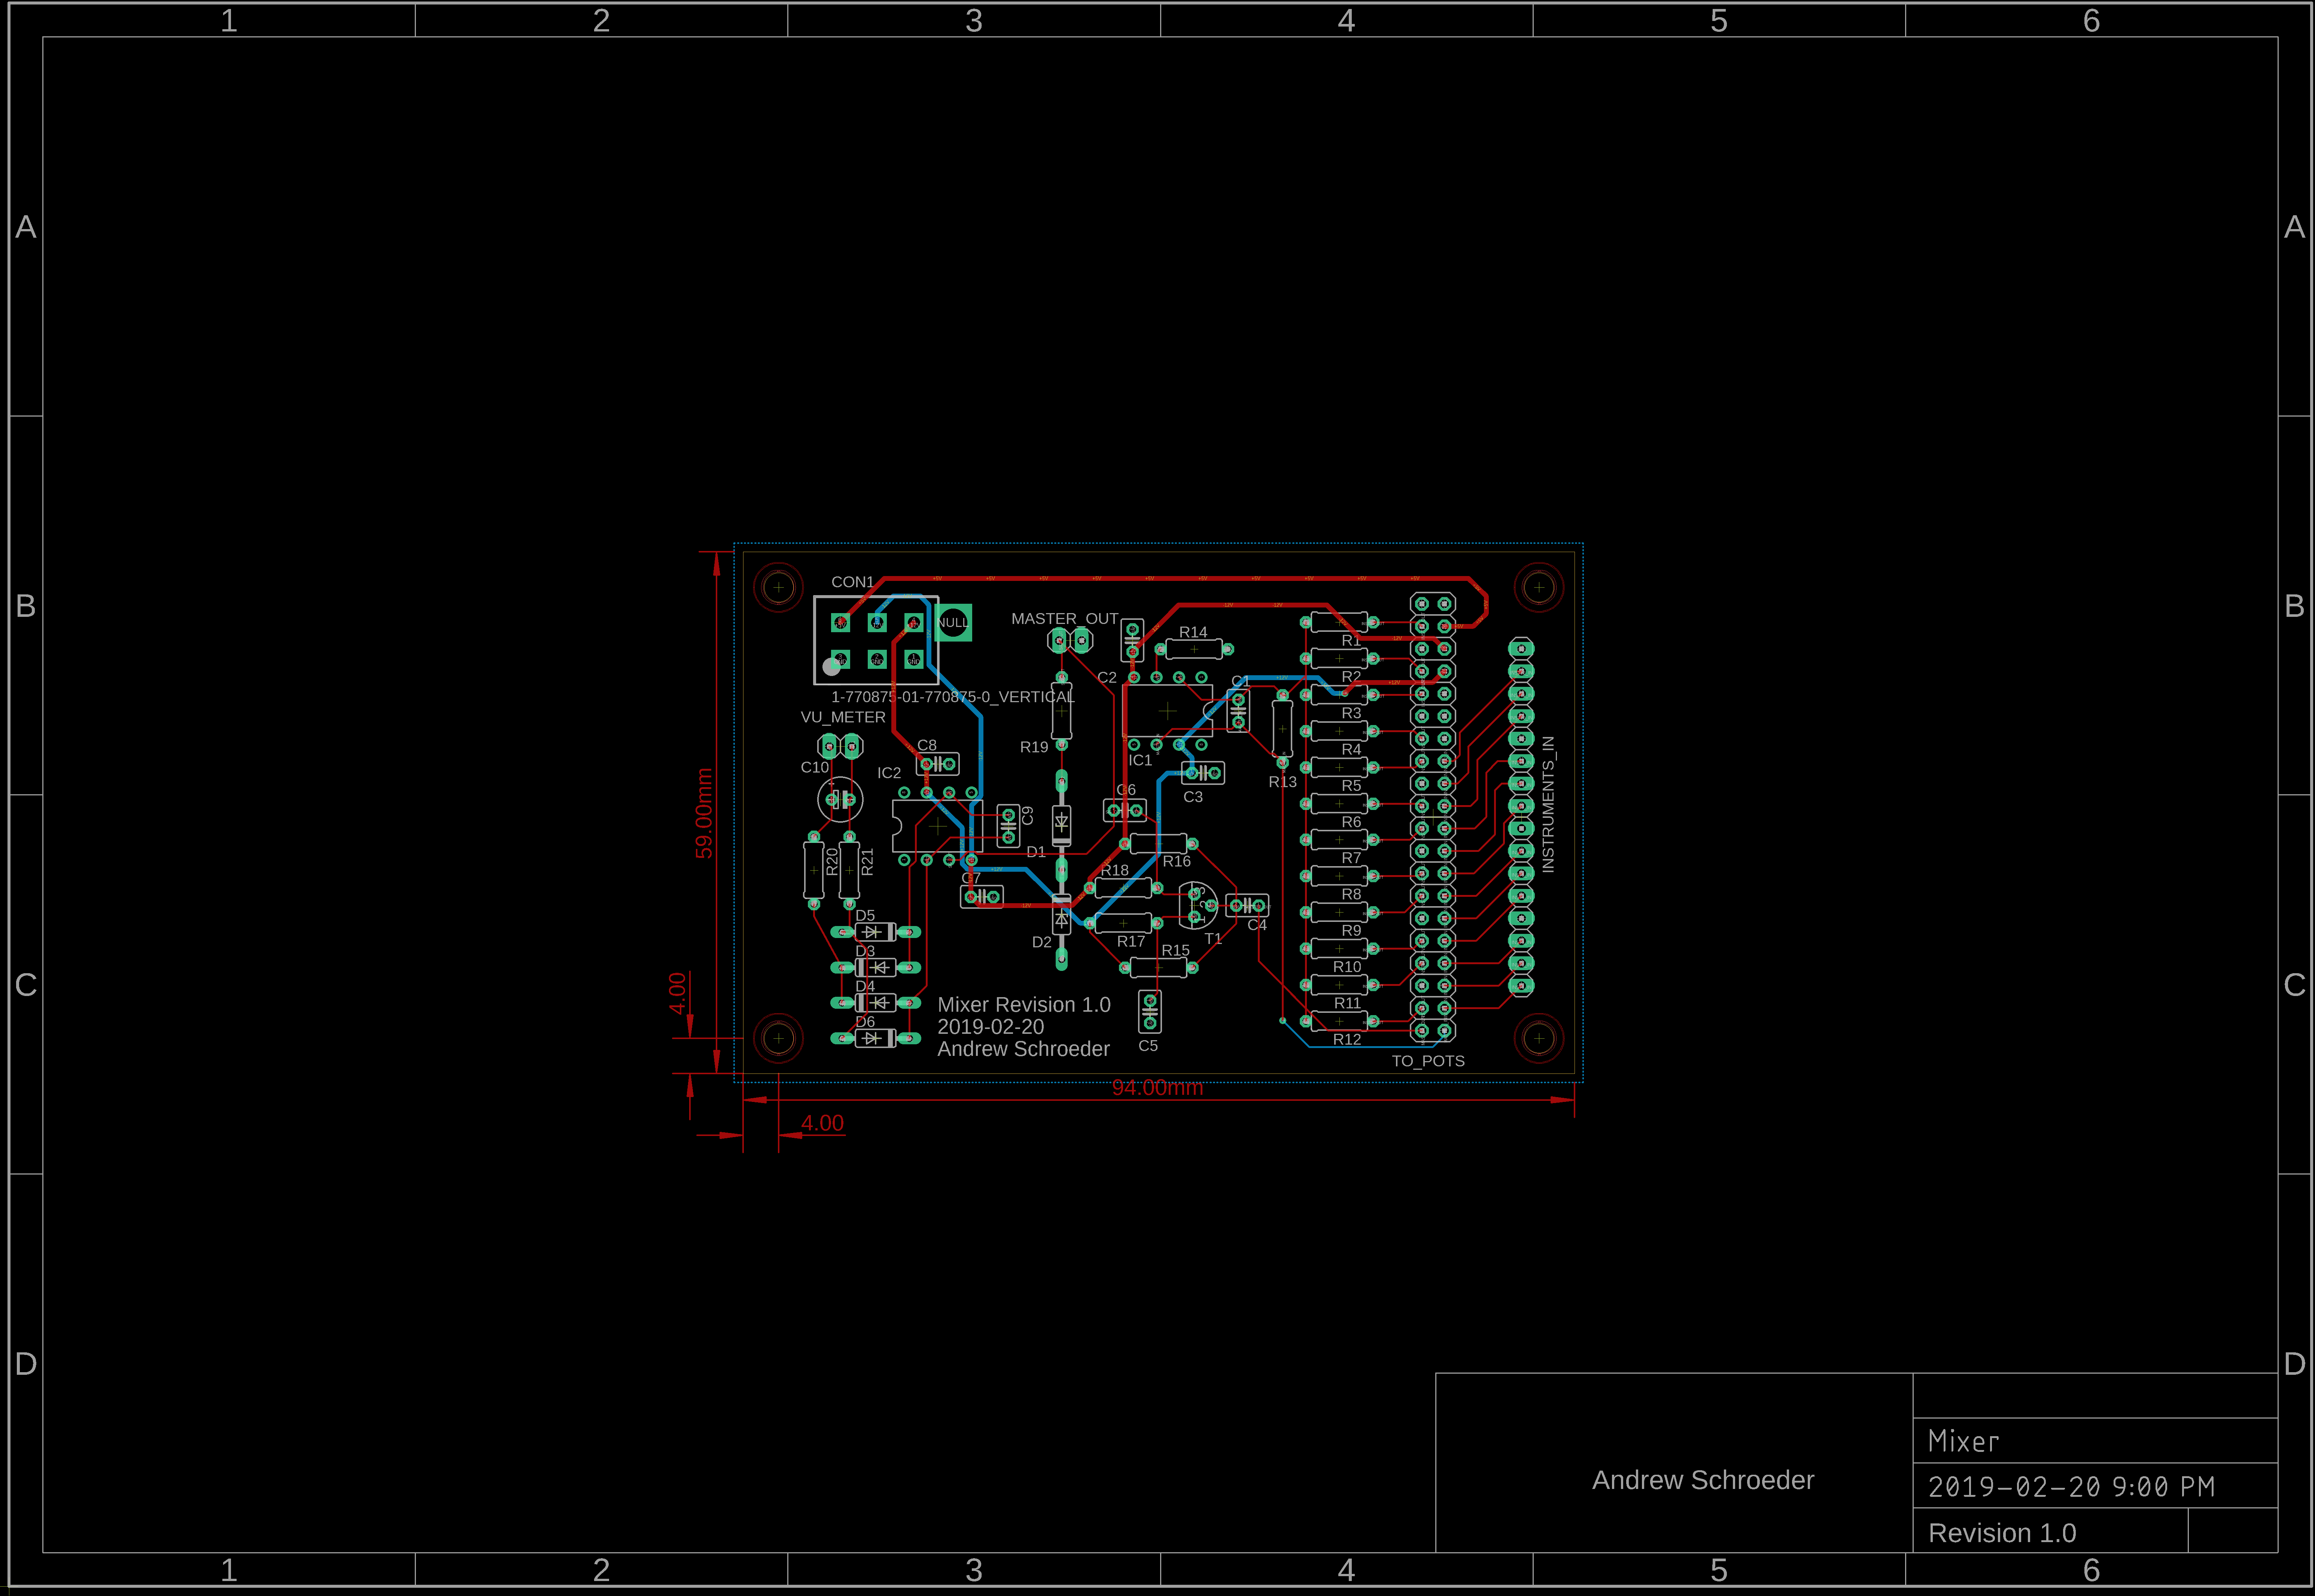 1 2 3 4 5 6
A A
B B
C C
D D
CON1
NULL
MASTER_OUT
1-770875-01-770875-0_VERTICAL
VU_METER
C2
R14
C1
R19
IC1
R13
C3
C8
C10
IC2
C9
C6
D1
R16
R18
R20
R21
C7
R17
T1
C4
D2
R15
D5
D3
D4
D6
C5
R1
R2
R3
R4
R5
R6
R7
R8
R9
R10
R11
R12
TO_POTS
INSTRUMENTS_IN
Mixer Revision 1.0
2019-02-20
Andrew Schroeder
59.00mm
4.00
94.00mm
4.00
Andrew Schroeder
Mixer
2019-02-20 9:00 PM
Revision 1.0
1 2 3 4 5 6